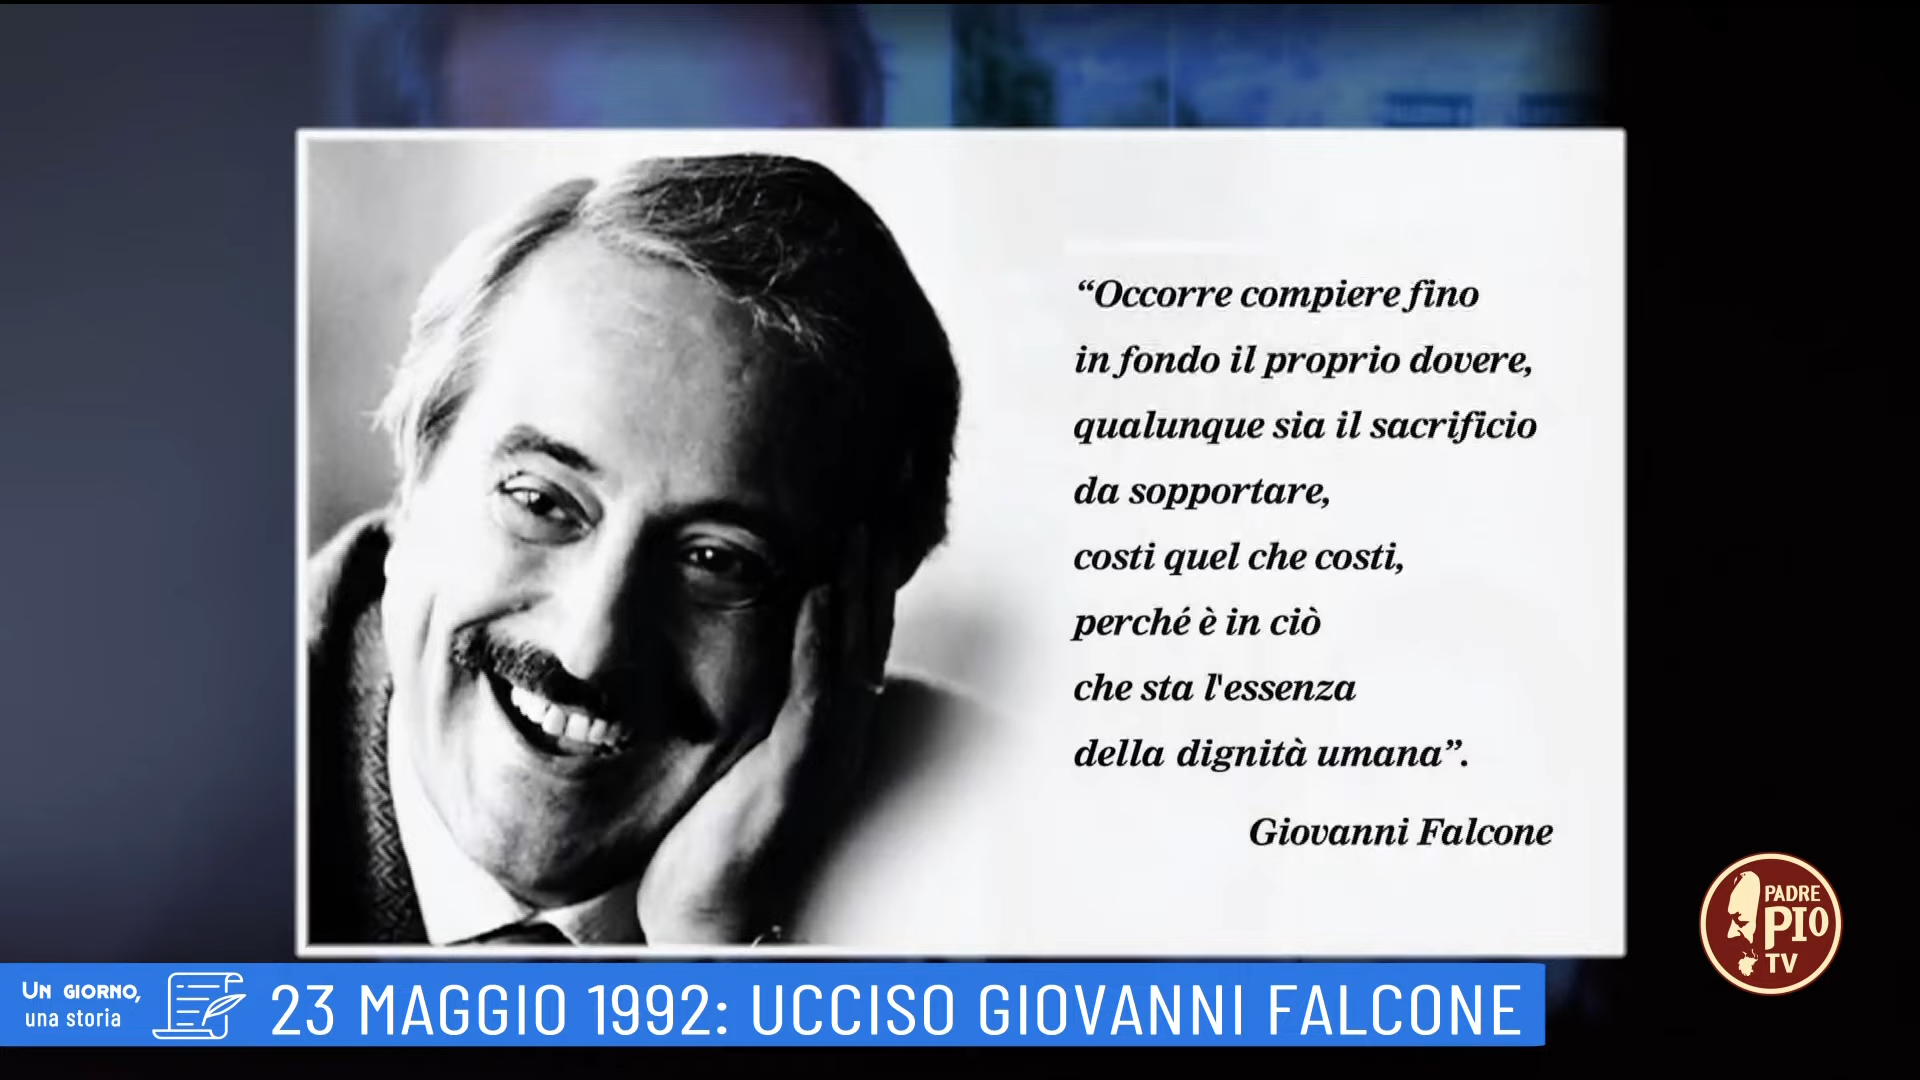 “Occorre compiere fino
in fondo il proprio dovere,
qualunque sia il sacrificio
da sopportare,
costi quel che costi,
perché è in ciò
che sta l'essenza
della dignità umana”.
Giovanni Falcone
PADRE
PIO
TV
UN GIORNO,
una storia
23 MAGGIO 1992: UCCISO GIOVANNI FALCONE